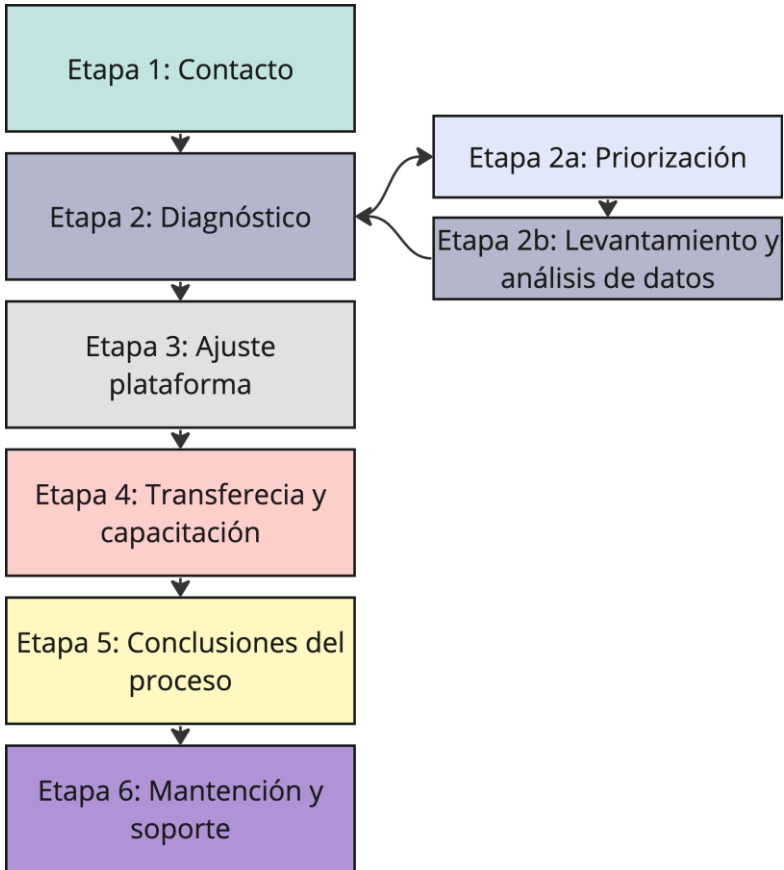 Etapa 1: Contacto
Etapa 2: Diagnóstico
Etapa 2a: Priorización
Etapa 2b: Levantamiento y
análisis de datos
Etapa 3: Ajuste
plataforma
Etapa 4: Transferecia y
capacitación
Etapa 5: Conclusiones del
proceso
Etapa 6: Mantención y
soporte